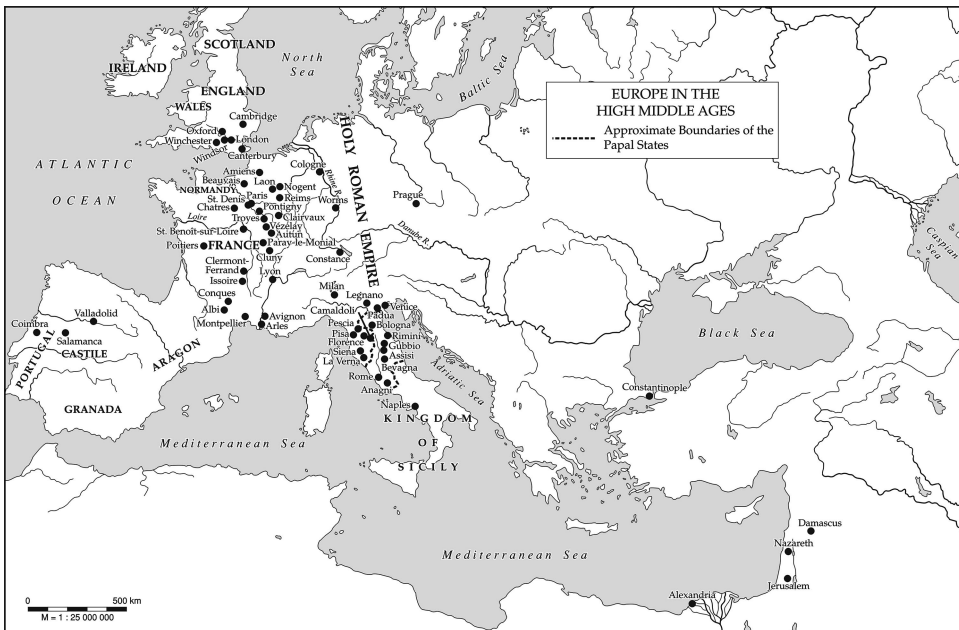 EUROPE IN THE
HIGH MIDDLE AGES
Approximate Boundaries of the
Papal States
SCOTLAND
North
Sea
IRELAND
Baltic Sea
ENGLAND
WALES
Cambridge
Oxford
London
Winchester
Windsor
Canterbury
ATLANTIC
OCEAN
HOLY ROMAN EMPIRE
Cologne
Rhine R.
Amiens
Beauvais
Laon
Nogent
NORMANDY
Paris
Reims
St. Denis
Pontigny
Worms
Prague
Chatres
Troyes
Clairvaux
Loire
Vézelay
St. Benoît-sur-Loire
Autun
Danube R.
Poitiers
FRANCE
Paray-le-Monial
Cluny
Constance
Clermont-
Ferrand
Lyon
Issoire
Milan
Legnano
Conques
Camaldoli
Venice
Padua
Albi
Avignon
Pescia
Bologna
Montpellier
Arles
Pisa
Rimini
Florence
Gubbio
Siena
Assisi
La Verna
Bevagna
Adriatic Sea
Rome
Anagni
Naples
KINGDOM
OF
SICILY
Valladolid
Coimbra
Salamanca
CASTILE
PORTUGAL
ARAGON
GRANADA
Caspian
Sea
Black Sea
Constantinople
Mediterranean Sea
Mediterranean Sea
Damascus
Nazareth
Jerusalem
Alexandria
0 500 km
M = 1 : 25 000 000